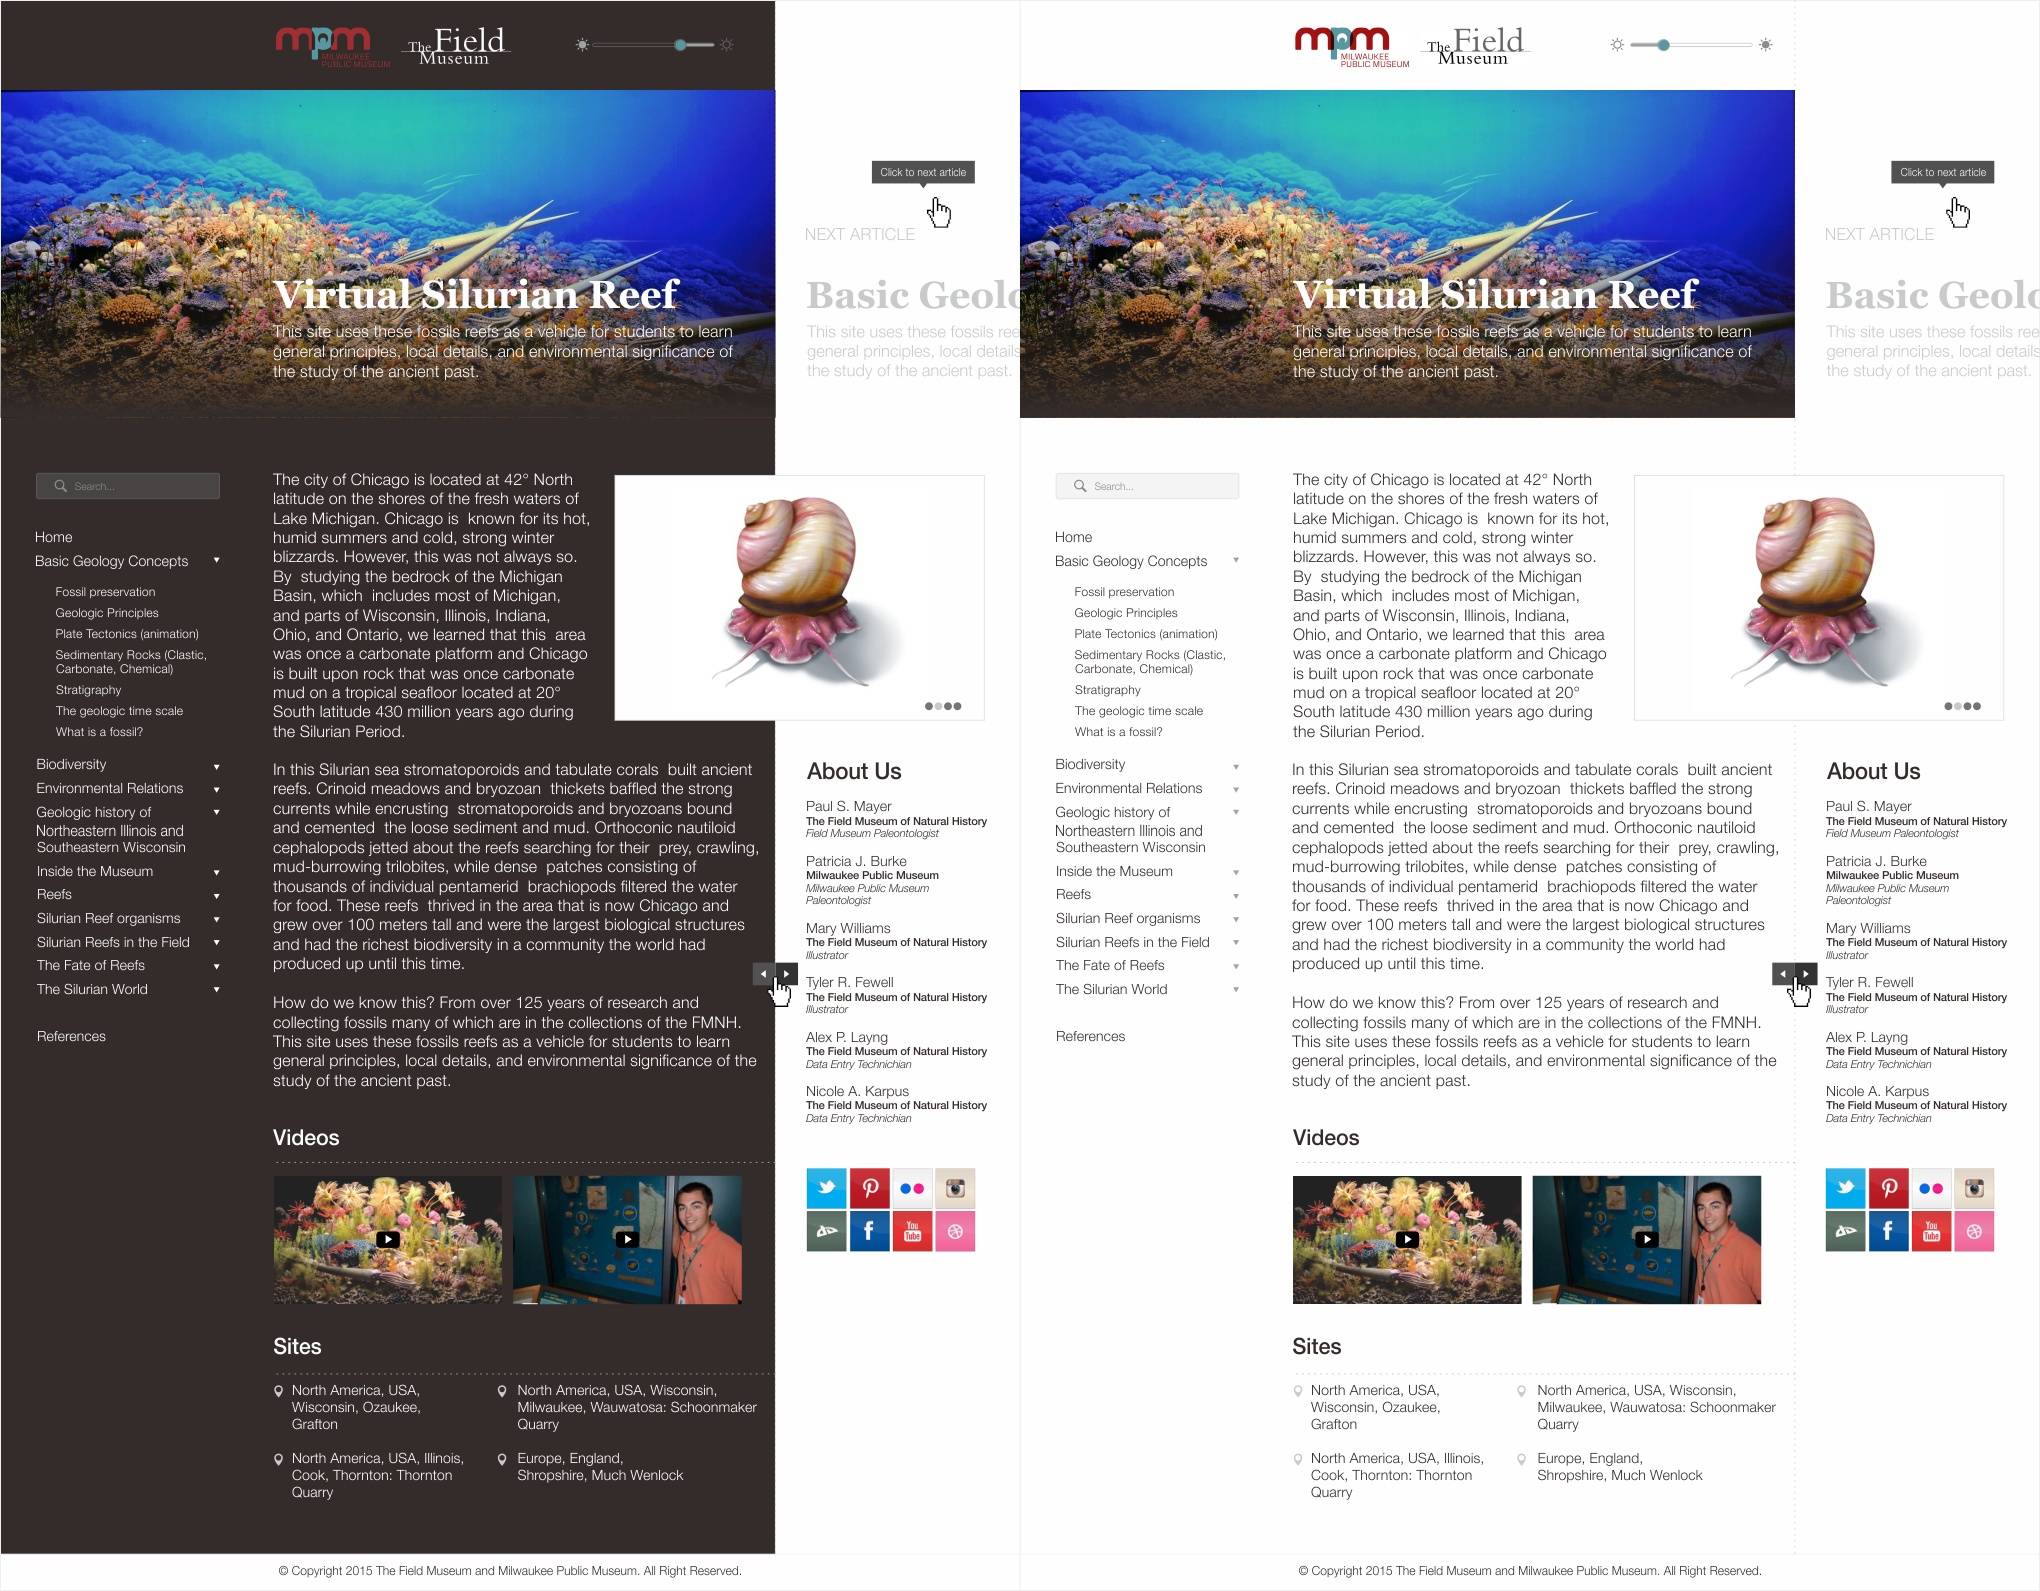 mpm
MILWAUKEE
PUBLIC MUSEUM
The Field
Museum
Click to next article
NEXT ARTICLE
Virtual Silurian Reef
This site uses these fossils reefs as a vehicle for students to learn
general principles, local details, and environmental significance of
the study of the ancient past.
Basic Geolo
This site uses these fossils ree
general principles, local details
the study of the ancient past.
Search...
Home
Basic Geology Concepts
Fossil preservation
Geologic Principles
Plate Tectonics (animation)
Sedimentary Rocks (Clastic,
Carbonate, Chemical)
Stratigraphy
The geologic time scale
What is a fossil?
Biodiversity
Environmental Relations
Geologic history of
Northeastern Illinois and
Southeastern Wisconsin
Inside the Museum
Reefs
Silurian Reef organisms
Silurian Reefs in the Field
The Fate of Reefs
The Silurian World
References
The city of Chicago is located at 42° North
latitude on the shores of the fresh waters of
Lake Michigan. Chicago is known for its hot,
humid summers and cold, strong winter
blizzards. However, this was not always so.
By studying the bedrock of the Michigan
Basin, which includes most of Michigan,
and parts of Wisconsin, Illinois, Indiana,
Ohio, and Ontario, we learned that this area
was once a carbonate platform and Chicago
is built upon rock that was once carbonate
mud on a tropical seafloor located at 20°
South latitude 430 million years ago during
the Silurian Period.
In this Silurian sea stromatoporoids and tabulate corals built ancient
reefs. Crinoid meadows and bryozoan thickets baffled the strong
currents while encrusting stromatoporoids and bryozoans bound
and cemented the loose sediment and mud. Orthoconic nautiloid
cephalopods jetted about the reefs searching for their prey, crawling,
mud-burrowing trilobites, while dense patches consisting of
thousands of individual pentamerid brachiopods filtered the water
for food. These reefs thrived in the area that is now Chicago and
grew over 100 meters tall and were the largest biological structures
and had the richest biodiversity in a community the world had
produced up until this time.
How do we know this? From over 125 years of research and
collecting fossils many of which are in the collections of the FMNH.
This site uses these fossils reefs as a vehicle for students to learn
general principles, local details, and environmental significance of the
study of the ancient past.
About Us
Paul S. Mayer
The Field Museum of Natural History
Field Museum Paleontologist
Patricia J. Burke
Milwaukee Public Museum
Milwaukee Public Museum
Paleontologist
Mary Williams
The Field Museum of Natural History
Illustrator
Tyler R. Fewell
The Field Museum of Natural History
Illustrator
Alex P. Layng
The Field Museum of Natural History
Data Entry Technichian
Nicole A. Karpus
The Field Museum of Natural History
Data Entry Technichian
You
Tube
Videos
Sites
North America, USA,
Wisconsin, Ozaukee,
Grafton
North America, USA, Wisconsin,
Milwaukee, Wauwatosa: Schoonmaker
Quarry
North America, USA, Illinois,
Cook, Thornton: Thornton
Quarry
Europe, England,
Shropshire, Much Wenlock
© Copyright 2015 The Field Museum and Milwaukee Public Museum. All Right Reserved.
mpm
MILWAUKEE
PUBLIC MUSEUM
The Field
Museum
Click to next article
NEXT ARTICLE
Virtual Silurian Reef
This site uses these fossils reefs as a vehicle for students to learn
general principles, local details, and environmental significance of
the study of the ancient past.
Basic Geolo
This site uses these fossils ree
general principles, local details
the study of the ancient past.
Search...
Home
Basic Geology Concepts
Fossil preservation
Geologic Principles
Plate Tectonics (animation)
Sedimentary Rocks (Clastic,
Carbonate, Chemical)
Stratigraphy
The geologic time scale
What is a fossil?
Biodiversity
Environmental Relations
Geologic history of
Northeastern Illinois and
Southeastern Wisconsin
Inside the Museum
Reefs
Silurian Reef organisms
Silurian Reefs in the Field
The Fate of Reefs
The Silurian World
References
The city of Chicago is located at 42° North
latitude on the shores of the fresh waters of
Lake Michigan. Chicago is known for its hot,
humid summers and cold, strong winter
blizzards. However, this was not always so.
By studying the bedrock of the Michigan
Basin, which includes most of Michigan,
and parts of Wisconsin, Illinois, Indiana,
Ohio, and Ontario, we learned that this area
was once a carbonate platform and Chicago
is built upon rock that was once carbonate
mud on a tropical seafloor located at 20°
South latitude 430 million years ago during
the Silurian Period.
In this Silurian sea stromatoporoids and tabulate corals built ancient
reefs. Crinoid meadows and bryozoan thickets baffled the strong
currents while encrusting stromatoporoids and bryozoans bound
and cemented the loose sediment and mud. Orthoconic nautiloid
cephalopods jetted about the reefs searching for their prey, crawling,
mud-burrowing trilobites, while dense patches consisting of
thousands of individual pentamerid brachiopods filtered the water
for food. These reefs thrived in the area that is now Chicago and
grew over 100 meters tall and were the largest biological structures
and had the richest biodiversity in a community the world had
produced up until this time.
How do we know this? From over 125 years of research and
collecting fossils many of which are in the collections of the FMNH.
This site uses these fossils reefs as a vehicle for students to learn
general principles, local details, and environmental significance of the
study of the ancient past.
About Us
Paul S. Mayer
The Field Museum of Natural History
Field Museum Paleontologist
Patricia J. Burke
Milwaukee Public Museum
Milwaukee Public Museum
Paleontologist
Mary Williams
The Field Museum of Natural History
Illustrator
Tyler R. Fewell
The Field Museum of Natural History
Illustrator
Alex P. Layng
The Field Museum of Natural History
Data Entry Technichian
Nicole A. Karpus
The Field Museum of Natural History
Data Entry Technichian
You
Tube
Videos
Sites
North America, USA,
Wisconsin, Ozaukee,
Grafton
North America, USA, Wisconsin,
Milwaukee, Wauwatosa: Schoonmaker
Quarry
North America, USA, Illinois,
Cook, Thornton: Thornton
Quarry
Europe, England,
Shropshire, Much Wenlock
© Copyright 2015 The Field Museum and Milwaukee Public Museum. All Right Reserved.